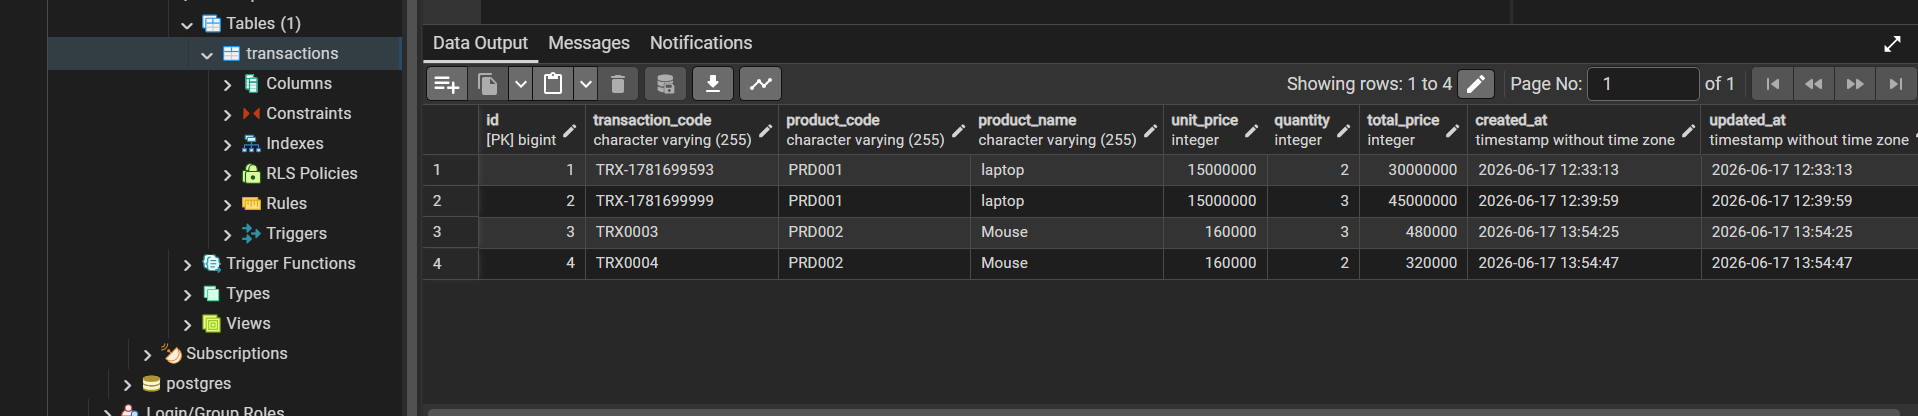 Tables (1)
transactions
Columns
Constraints
Indexes
RLS Policies
Rules
Triggers
Trigger Functions
Types
Views
Subscriptions
postgres
Login/Group Roles
Data Output Messages Notifications
Showing rows: 1 to 4 Page No: 1 of 1
id transaction_code product_code product_name unit_price quantity total_price created_at updated_at
[PK] bigint character varying (255) character varying (255) character varying (255) integer integer integer timestamp without time zone timestamp without time zone
1 1 TRX-1781699593 PRD001 laptop 15000000 2 30000000 2026-06-17 12:33:13 2026-06-17 12:33:13
2 2 TRX-1781699999 PRD001 laptop 15000000 3 45000000 2026-06-17 12:39:59 2026-06-17 12:39:59
3 3 TRX0003 PRD002 Mouse 160000 3 480000 2026-06-17 13:54:25 2026-06-17 13:54:25
4 4 TRX0004 PRD002 Mouse 160000 2 320000 2026-06-17 13:54:47 2026-06-17 13:54:47